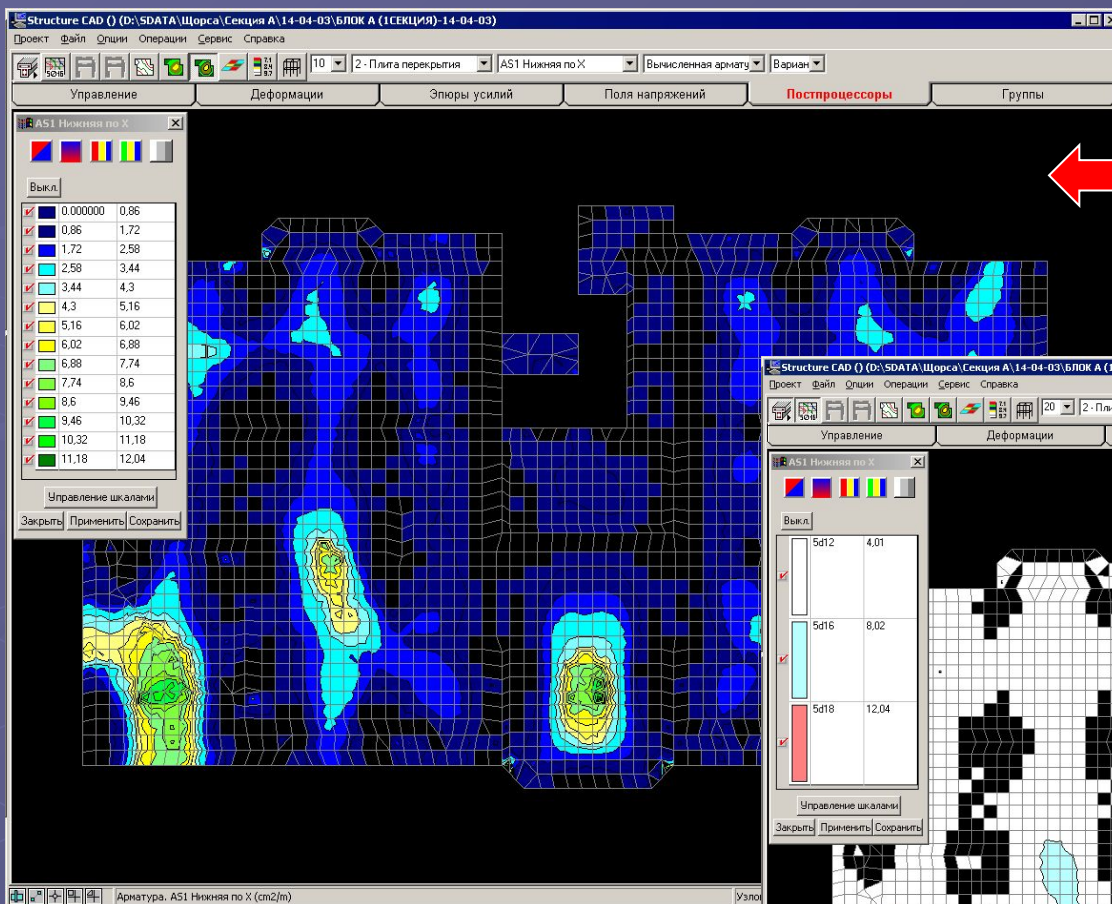 Structure CAD () (D:\SDATA\Щорса\Секция А\14-04-03\БЛОК А (1СЕКЦИЯ)-14-04-03)
Проект Файл Опции Операции Сервис Справка
10 2 - Плита перекрытия AS1 Нижняя по X Вычисленная армату Вариан
Управление Деформации Эпюры усилий Поля напряжений Постпроцессоры Группы
AS1 Нижняя по X
Выкл.
0.000000 0,86
0,86 1,72
1,72 2,58
2,58 3,44
3,44 4,3
4,3 5,16
5,16 6,02
6,02 6,88
6,88 7,74
7,74 8,6
8,6 9,46
9,46 10,32
10,32 11,18
11,18 12,04
Управление шкалами
Закрыть Применить Сохранить
Арматура. AS1 Нижняя по X (cm2/m)
Structure CAD () (D:\SDATA\Щорса\Секция А\14-04-03\БЛОК А (1
Проект Файл Опции Операции Сервис Справка
20 2 - Пли
Управление Деформации
AS1 Нижняя по X
Выкл.
5d12 4,01
5d16 8,02
5d18 12,04
Управление шкалами
Закрыть Применить Сохранить